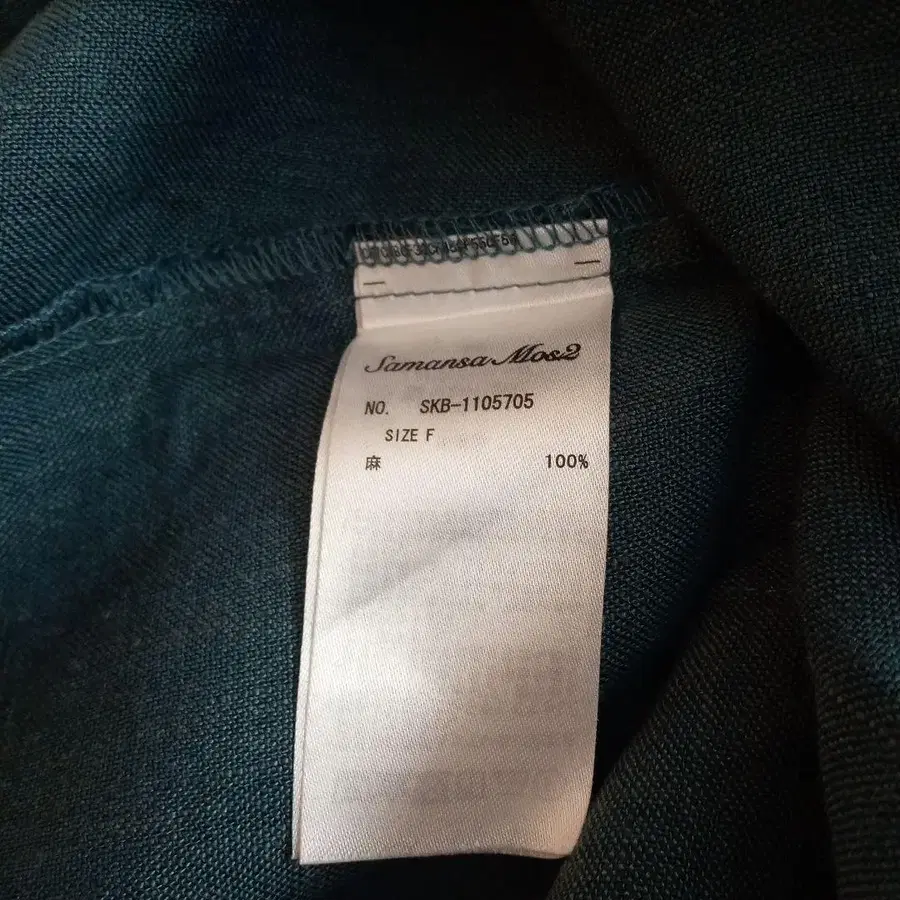 Samansa Mos2
NO. SKB-1105705
SIZE F
麻 100%